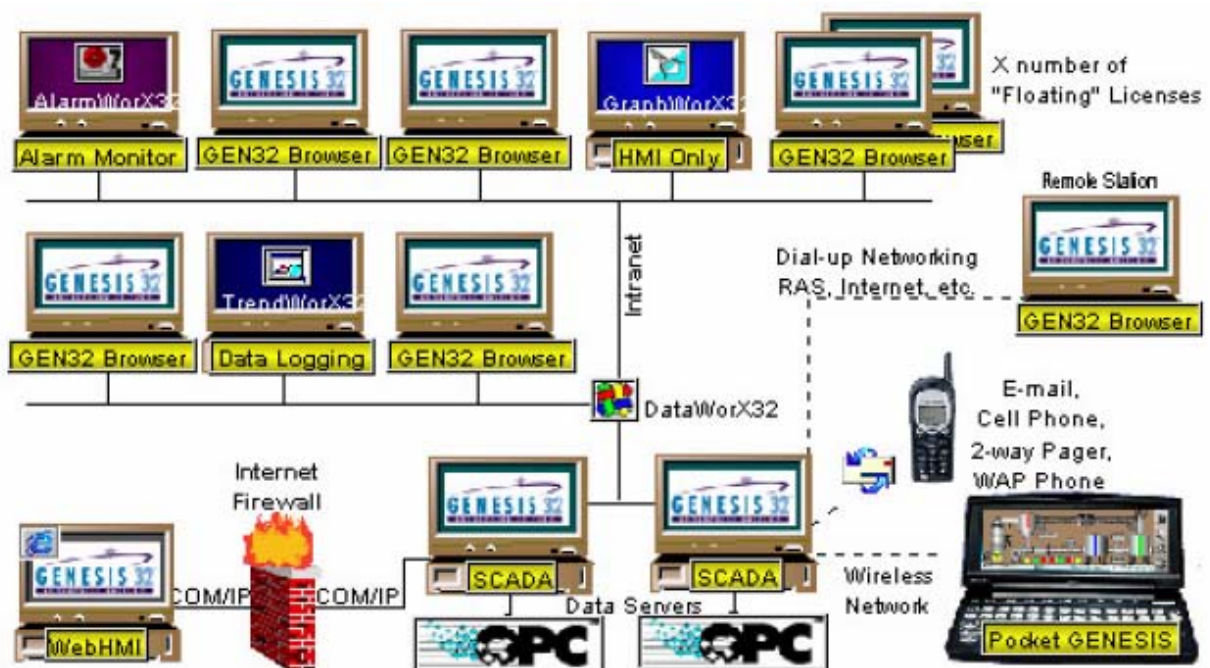 AlarmWorX32
GENESIS 32
GENESIS 32
GraphWorX32
GENESIS 32
X number of
"Floating" Licenses
Alarm Monitor
GEN32 Browser
GEN32 Browser
HMI Only
GEN32 Browser
Browser
Remote Station
GENESIS 32
GEN32 Browser
Intranet
Dial-up Networking
RAS, Internet, etc.
GENESIS 32
TrendWorX32
GENESIS 32
GEN32 Browser
Data Logging
GEN32 Browser
DataWorX32
E-mail,
Cell Phone,
2-way Pager,
WAP Phone
Internet
Firewall
GENESIS 32
GENESIS 32
GENESIS 32
WebHMI
COM/IP
COM/IP
SCADA
SCADA
Data Servers
OPC
OPC
Wireless
Network
Pocket GENESIS